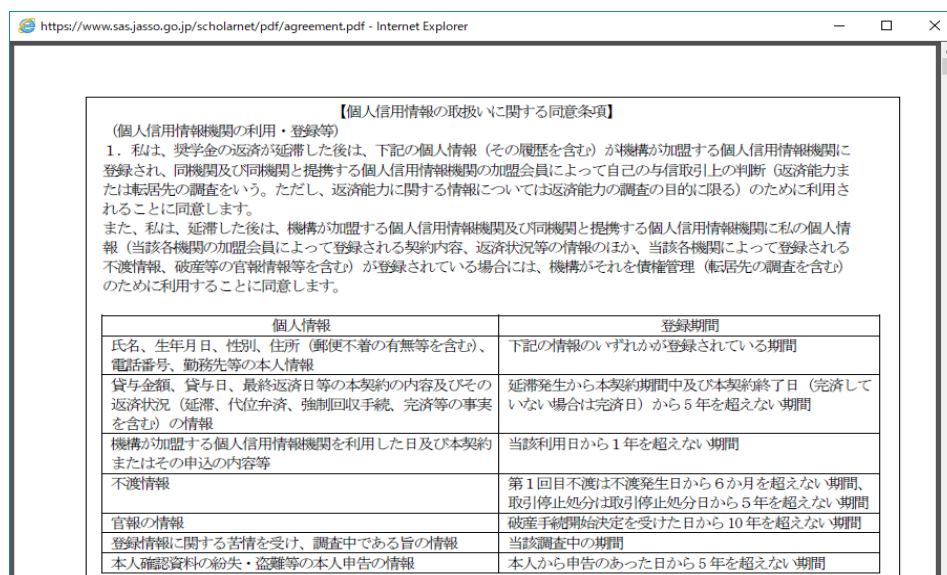 https://www.sas.jasso.go.jp/scholarnet/pdf/agreement.pdf - Internet Explorer
【個人信用情報の取扱いに関する同意条項】
（個人信用情報機関の利用・登録等）
１．私は、奨学金の返済が延滞した後は、下記の個人情報（その履歴を含む）が機構が加盟する個人信用情報機関に
登録され、同機関及び同機関と提携する個人信用情報機関の加盟会員によって自己の与信取引上の判断（返済能力ま
たは転居先の調査をいう。ただし、返済能力に関する情報については返済能力の調査の目的に限る）のために利用さ
れることに同意します。
また、私は、延滞した後は、機構が加盟する個人信用情報機関及び同機関と提携する個人信用情報機関に私の個人情
報（当該各機関の加盟会員によって登録される契約内容、返済状況等の情報のほか、当該各機関によって登録される
不渡情報、破産等の官報情報等を含む）が登録されている場合には、機構がそれを債権管理（転居先の調査を含む）
のために利用することに同意します。
個人情報
登録期間
氏名、生年月日、性別、住所（郵便不着の有無等を含む）、
電話番号、勤務先等の本人情報
下記の情報のいずれかが登録されている期間
貸与金額、貸与日、最終返済日等の本契約の内容及びその
返済状況（延滞、代位弁済、強制回収手続、完済等の事実
を含む）の情報
延滞発生から本契約期間中及び本契約終了日（完済して
いない場合は完済日）から５年を超えない期間
機構が加盟する個人信用情報機関を利用した日及び本契約
またはその申込の内容等
当該利用日から１年を超えない期間
不渡情報
第１回目不渡は不渡発生日から６か月を超えない期間、
取引停止処分は取引停止処分日から５年を超えない期間
官報の情報
破産手続開始決定を受けた日から 10 年を超えない期間
登録情報に関する苦情を受け、調査中である旨の情報
当該調査中の期間
本人確認資料の紛失・盗難等の本人申告の情報
本人から申告のあった日から５年を超えない期間